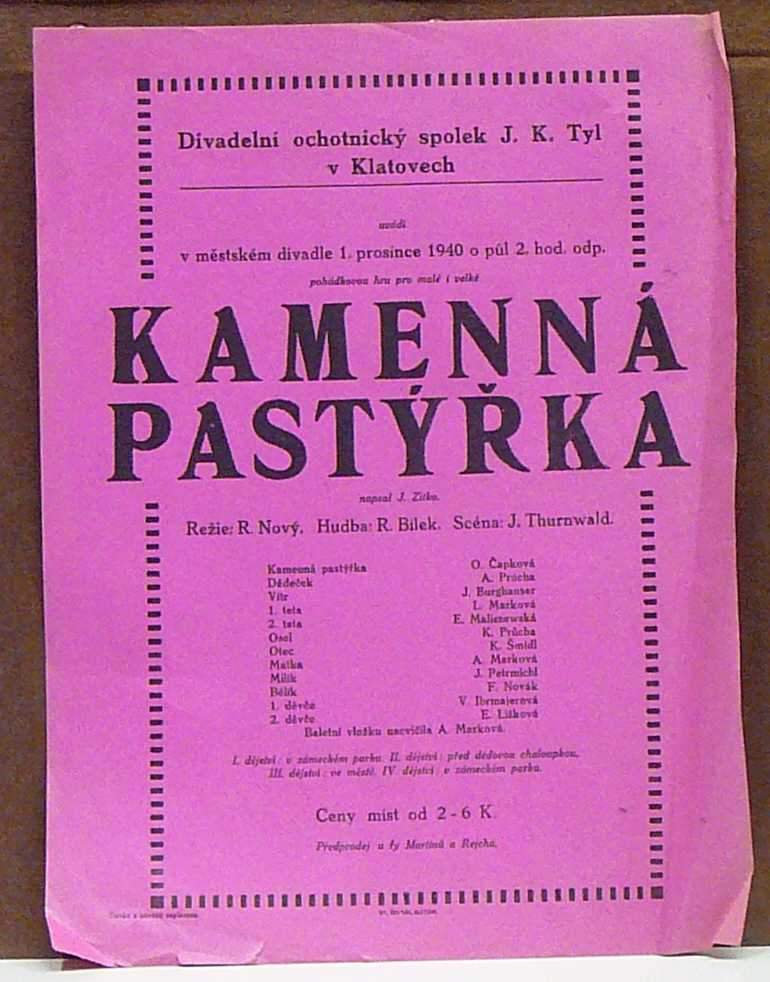 Divadelní ochotnický spolek J. K. Tyl
v Klatovech
uvádí
v městském divadle 1. prosince 1940 o půl 2. hod. odp.
pohádkovou hru pro malé i velké
KAMENNÁ
PASTÝŘKA
napsal J. Zítko.
Režie: R. Nový. Hudba: R. Bílek. Scéna: J. Thurnwald.
Kamenná pastýřka O. Čapková
Dědeček A. Průcha
Vítr J. Burghauser
1. teta L. Marková
2. teta E. Maliszewská
Osel K. Průcha
Otec K. Šmídl
Matka A. Marková
Milík J. Petrmichl
Bělík F. Novák
1. děvče V. Ibrmajerová
2. děvče E. Lišková
Baletní vložku nacvičila A. Marková.
I. dějství: v zámeckém parku. II. dějství: před dědovou chaloupkou.
III. dějství: ve městě. IV. dějství: v zámeckém parku.
Ceny míst od 2 - 6 K.
Předprodej u fy Martinů a Rejcha.